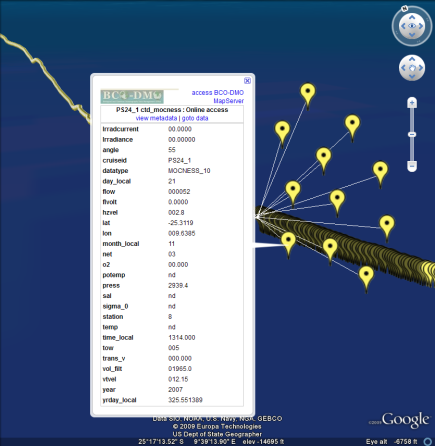 N
BCO-DMO
access BCO-DMO
MapServer
PS24_1 ctd_mocness : Online access
view metadata | goto data
Irradcurrent 00.0000
Irradiance 00.00000
angle 55
cruiseid PS24_1
datatype MOCNESS_10
day_local 21
flow 000052
flvolt 0.0000
hzvel 002.8
lat -25.3119
lon 009.6385
month_local 11
net 03
o2 00.000
potemp nd
press 2939.4
sal nd
sigma_0 nd
station 8
temp nd
time_local 1314.000
tow 005
trans_v 000.000
vol_filt 01965.0
vtvel 012.15
year 2007
yrday_local 325.551389
Data SIO, NOAA, U.S. Navy, NGA, GEBCO
© 2009 Europa Technologies
US Dept of State Geographer
Google
25°17'13.52" S 9°39'13.90" E elev -14695 ft Eye alt -6758 ft